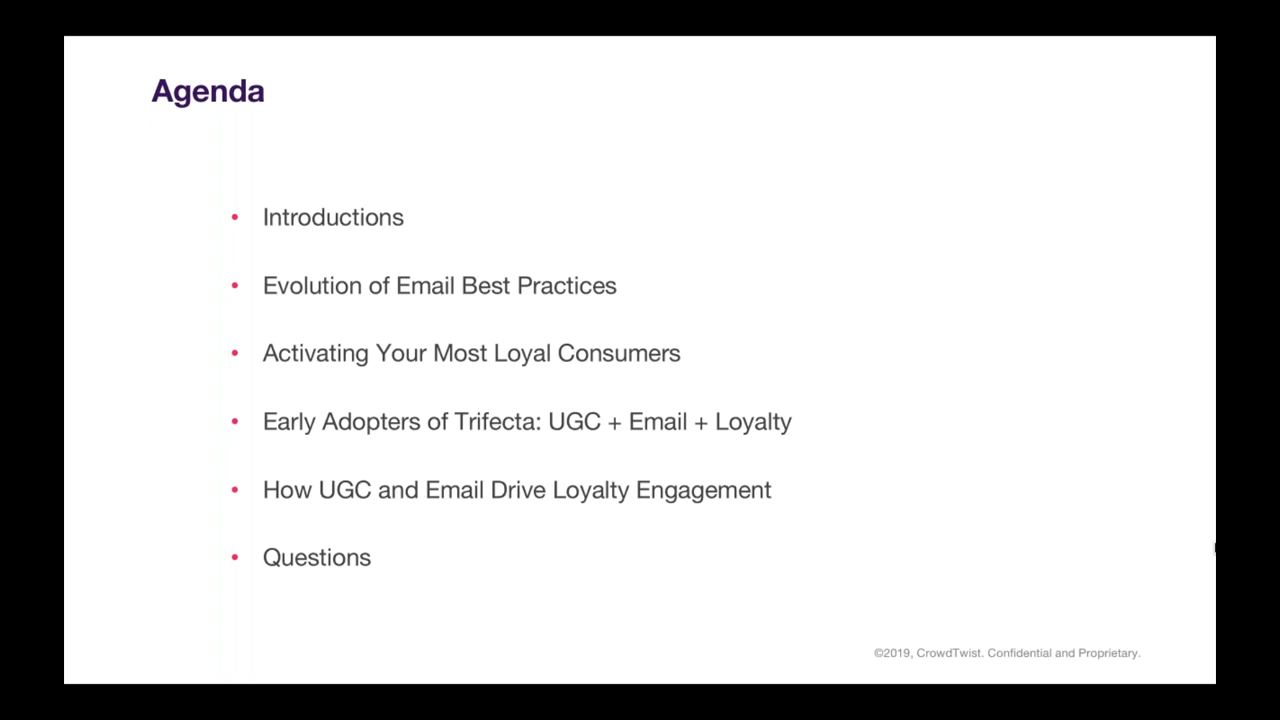 Agenda
• Introductions
• Evolution of Email Best Practices
• Activating Your Most Loyal Consumers
• Early Adopters of Trifecta: UGC + Email + Loyalty
• How UGC and Email Drive Loyalty Engagement
• Questions
©2019, CrowdTwist. Confidential and Proprietary.